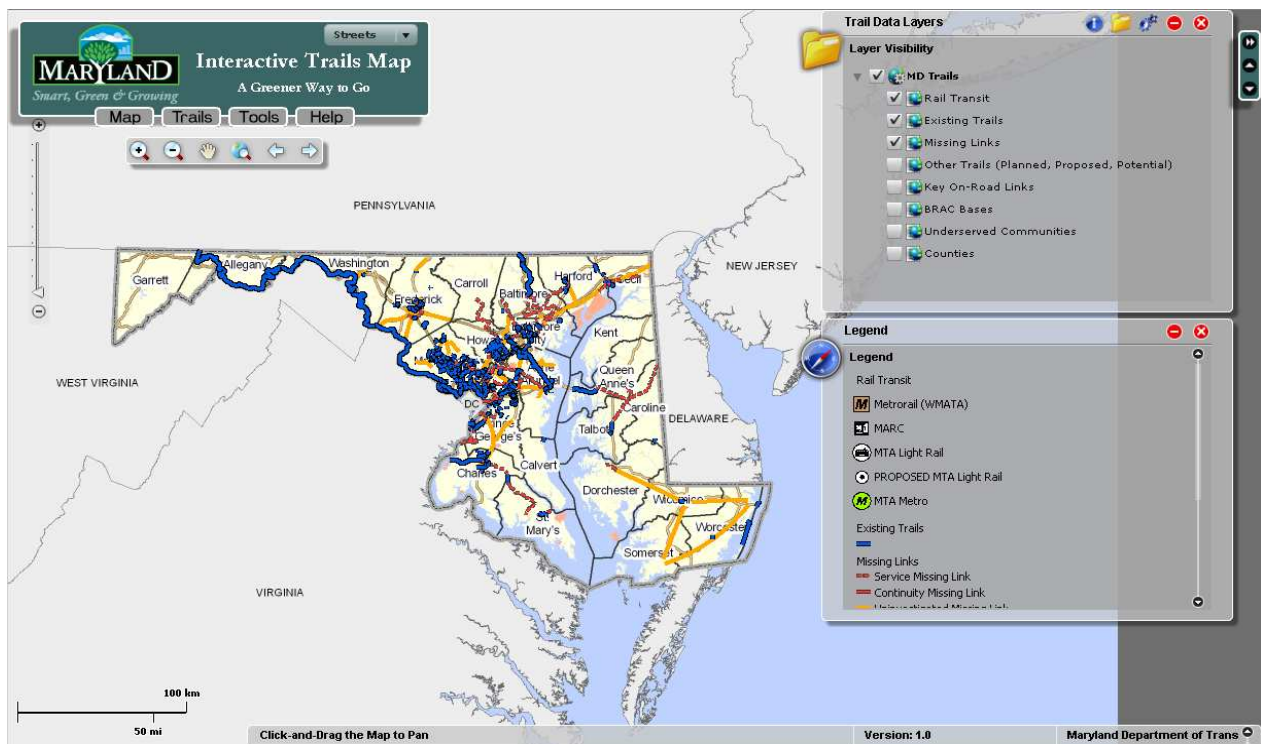 Streets
MARYLAND
Smart, Green & Growing
Interactive Trails Map
A Greener Way to Go
Map
Trails
Tools
Help
Trail Data Layers
Layer Visibility
MD Trails
Rail Transit
Existing Trails
Missing Links
Other Trails (Planned, Proposed, Potential)
Key On-Road Links
BRAC Bases
Underserved Communities
Counties
Legend
Legend
Rail Transit
Metrorail (WMATA)
MARC
MTA Light Rail
PROPOSED MTA Light Rail
MTA Metro
Existing Trails
Missing Links
Service Missing Link
Continuity Missing Link
Uninvestigated Missing Link
PENNSYLVANIA
NEW JERSEY
WEST VIRGINIA
DELAWARE
VIRGINIA
Garrett
Allegany
Washington
Frederick
Carroll
Baltimore
Harford
Cecil
Kent
Queen
Anne's
Caroline
Talbot
DC
George's
Calvert
Charles
St.
Mary's
Dorchester
Wicomico
Worcester
Somerset
100 km
50 mi
Click-and-Drag the Map to Pan
Version: 1.0
Maryland Department of Trans